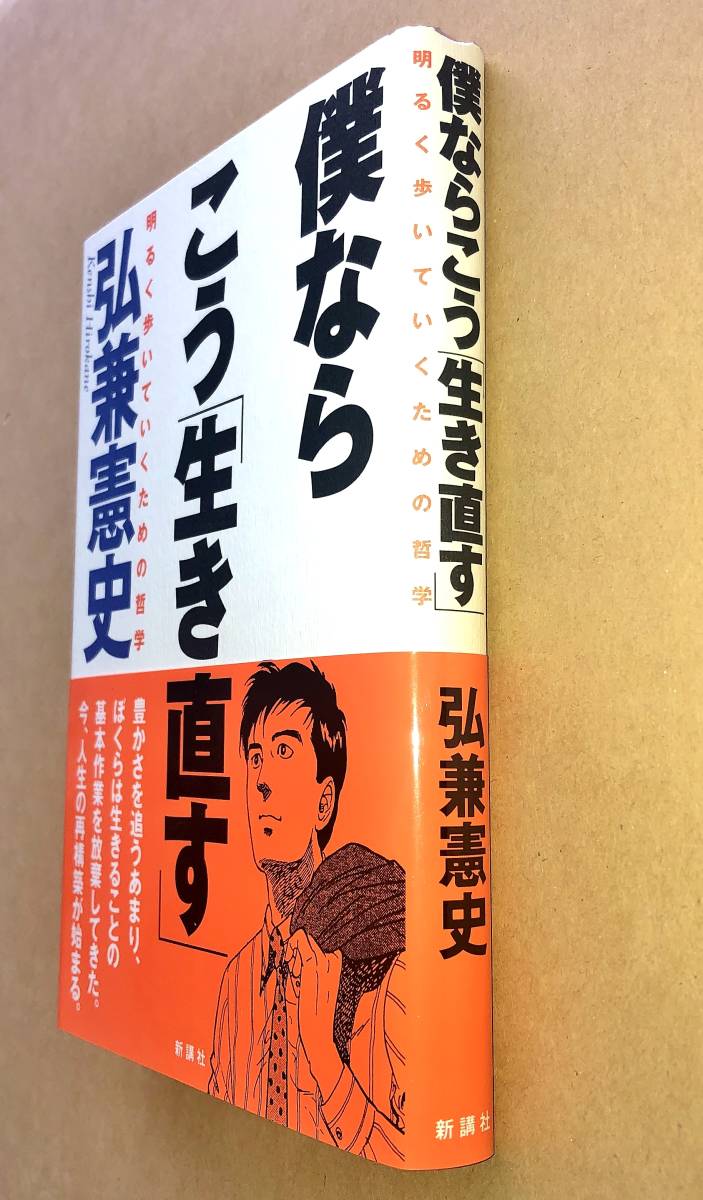 僕ならこう「生き直す」
明るく歩いていくための哲学
弘兼憲史
新講社
僕なら
こう「生き直す」
明るく歩いていくための哲学
弘兼憲史
Kenshi Hirokane
豊かさを追うあまり、
ぼくらは生きることの
基本作業を放棄してきた。
今、人生の再構築が始まる。
新講社